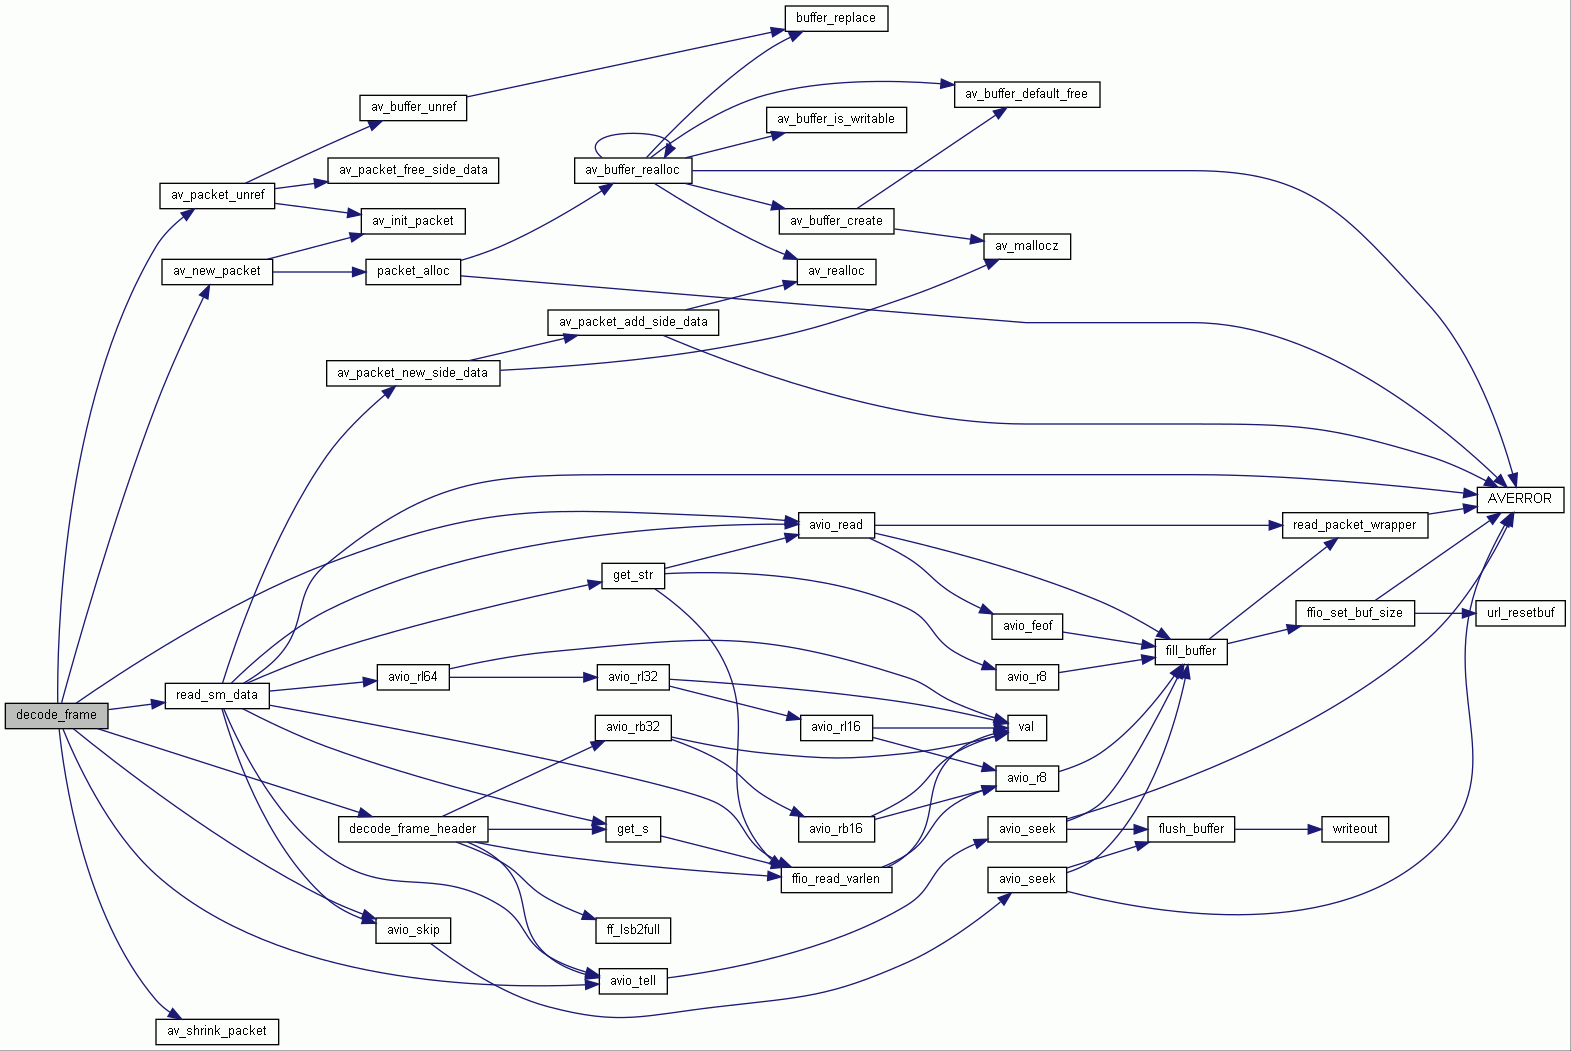 buffer_replace
av_buffer_default_free
av_buffer_unref
av_buffer_is_writable
av_packet_free_side_data
av_buffer_realloc
av_packet_unref
av_init_packet
av_buffer_create
av_mallocz
av_new_packet
packet_alloc
av_realloc
av_packet_add_side_data
av_packet_new_side_data
AVERROR
avio_read
read_packet_wrapper
get_str
ffio_set_buf_size
url_resetbuf
avio_feof
fill_buffer
avio_rl64
avio_rl32
avio_r8
read_sm_data
decode_frame
avio_rb32
avio_rl16
val
avio_r8
decode_frame_header
get_s
avio_rb16
avio_seek
flush_buffer
writeout
ffio_read_varlen
avio_seek
avio_skip
ff_lsb2full
avio_tell
av_shrink_packet